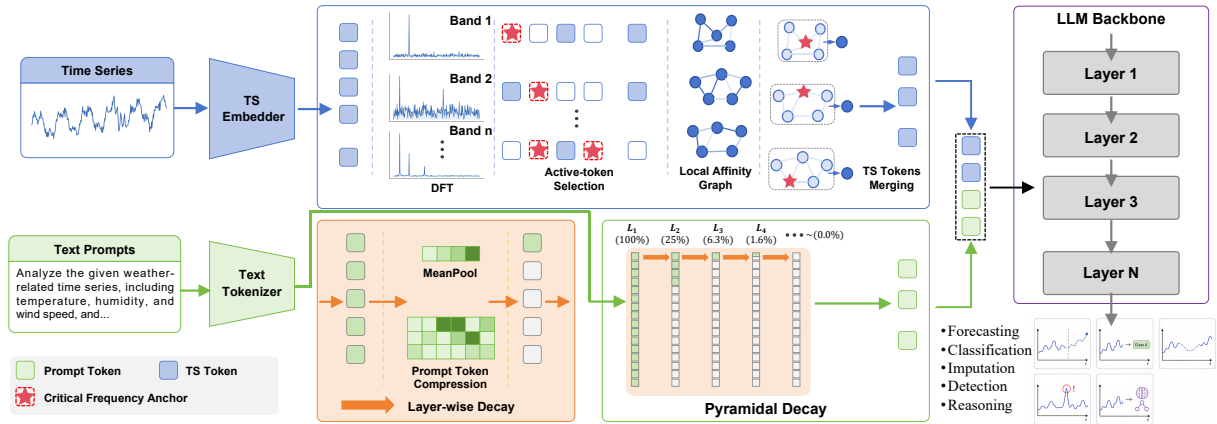 Time Series
TS
Embedder
Band 1
Band 2
Band n
DFT
Active-token
Selection
Local Affinity
Graph
TS Tokens
Merging
LLM Backbone
Layer 1
Layer 2
Layer 3
Layer N
Text Prompts
Analyze the given weather-
related time series, including
temperature, humidity, and
wind speed, and...
Text
Tokenizer
MeanPool
Prompt Token
Compression
Layer-wise Decay
L₁ L₂ L₃ L₄ ••• ~(0.0%)
(100%) (25%) (6.3%) (1.6%)
Pyramidal Decay
•Forecasting
•Classification
•Imputation
•Detection
•Reasoning
Class A
!
Prompt Token
TS Token
Critical Frequency Anchor